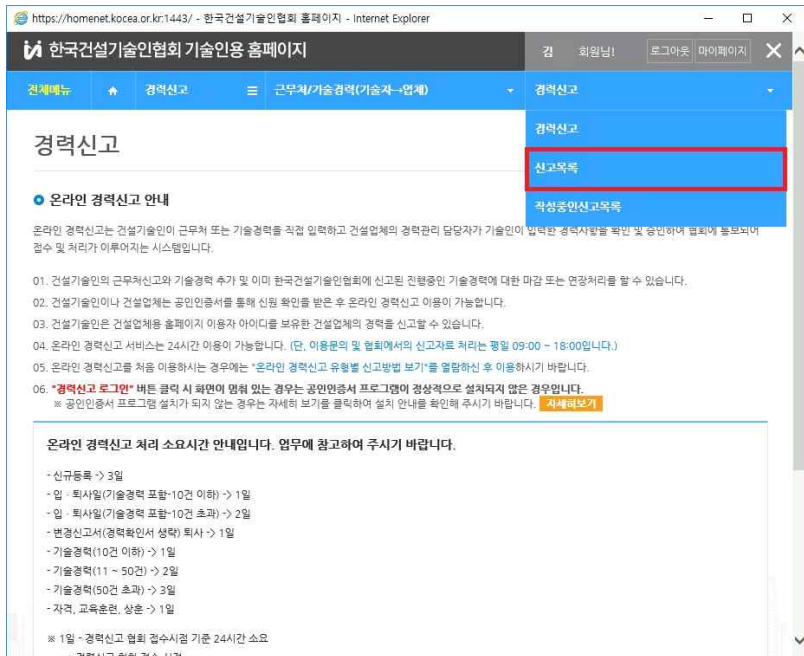 https://homenet.kocea.or.kr:1443/ - 한국건설기술인협회 홈페이지 - Internet Explorer
한국건설기술인협회 기술인용 홈페이지
김 회원님! 로그아웃 마이페이지
전체메뉴 경력신고 근무처/기술경력(기술자→업체) 경력신고
경력신고
신고목록
작성중인신고목록
경력신고
온라인 경력신고 안내
온라인 경력신고는 건설기술인이 근무처 또는 기술경력을 직접 입력하고 건설업체의 경력관리 담당자가 기술인이 입력한 경력사항을 확인 및 승인하여 협회에 통보되어
접수 및 처리가 이루어지는 시스템입니다.
01. 건설기술인의 근무처신고와 기술경력 추가 및 이미 한국건설기술인협회에 신고된 진행중인 기술경력에 대한 마감 또는 연장처리를 할 수 있습니다.
02. 건설기술인이나 건설업체는 공인인증서를 통해 신원 확인을 받은 후 온라인 경력신고 이용이 가능합니다.
03. 건설기술인은 건설업체용 홈페이지 이용자 아이디를 보유한 건설업체의 경력을 신고할 수 있습니다.
04. 온라인 경력신고 서비스는 24시간 이용이 가능합니다. (단, 이용문의 및 협회에서의 신고자료 처리는 평일 09:00 ~ 18:00입니다.)
05. 온라인 경력신고를 처음 이용하시는 경우에는 "온라인 경력신고 유형별 신고방법 보기"를 열람하신 후 이용하시기 바랍니다.
06. "경력신고 로그인" 버튼 클릭 시 화면이 멈춰 있는 경우는 공인인증서 프로그램이 정상적으로 설치되지 않은 경우입니다.
※ 공인인증서 프로그램 설치가 되지 않는 경우는 자세히 보기를 클릭하여 설치 안내를 확인해 주시기 바랍니다. 자세히보기
온라인 경력신고 처리 소요시간 안내입니다. 업무에 참고하여 주시기 바랍니다.
- 신규등록 -> 3일
- 입ㆍ퇴사일(기술경력 포함-10건 이하) -> 1일
- 입ㆍ퇴사일(기술경력 포함-10건 초과) -> 2일
- 변경신고서(경력확인서 생략) 퇴사 -> 1일
- 기술경력(10건 이하) -> 1일
- 기술경력(11 ~ 50건) -> 2일
- 기술경력(50건 초과) -> 3일
- 자격, 교육훈련, 상훈 -> 1일
※ 1일 - 경력신고 협회 접수시점 기준 24시간 소요